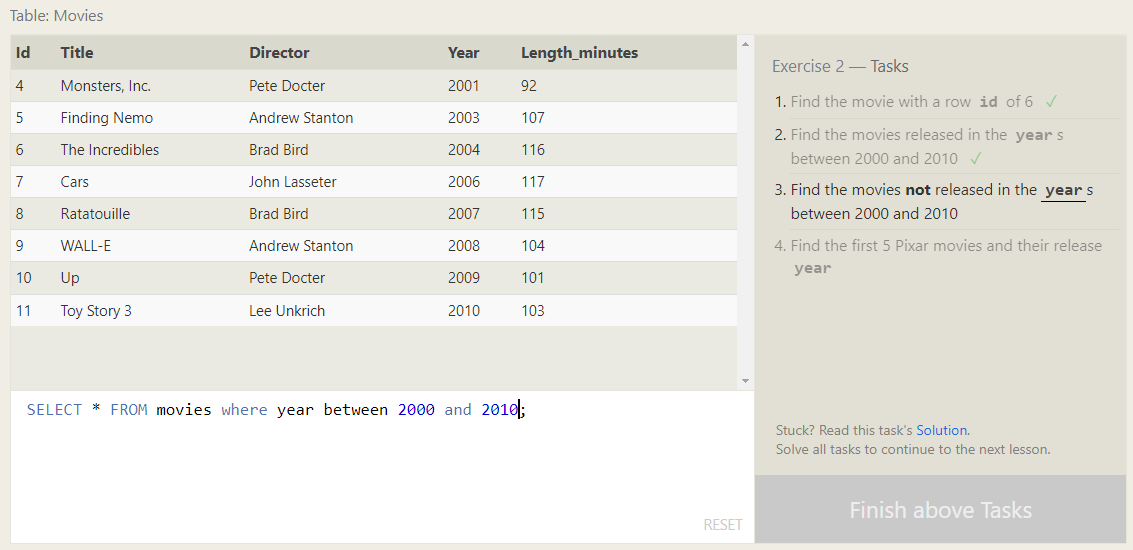 Table: Movies
Id Title Director Year Length_minutes
4 Monsters, Inc. Pete Docter 2001 92
5 Finding Nemo Andrew Stanton 2003 107
6 The Incredibles Brad Bird 2004 116
7 Cars John Lasseter 2006 117
8 Ratatouille Brad Bird 2007 115
9 WALL-E Andrew Stanton 2008 104
10 Up Pete Docter 2009 101
11 Toy Story 3 Lee Unkrich 2010 103
SELECT * FROM movies where year between 2000 and 2010;
RESET
Exercise 2 — Tasks
1. Find the movie with a row id of 6 ✓
2. Find the movies released in the year s
between 2000 and 2010 ✓
3. Find the movies not released in the year s
between 2000 and 2010
4. Find the first 5 Pixar movies and their release
year
Stuck? Read this task's Solution.
Solve all tasks to continue to the next lesson.
Finish above Tasks